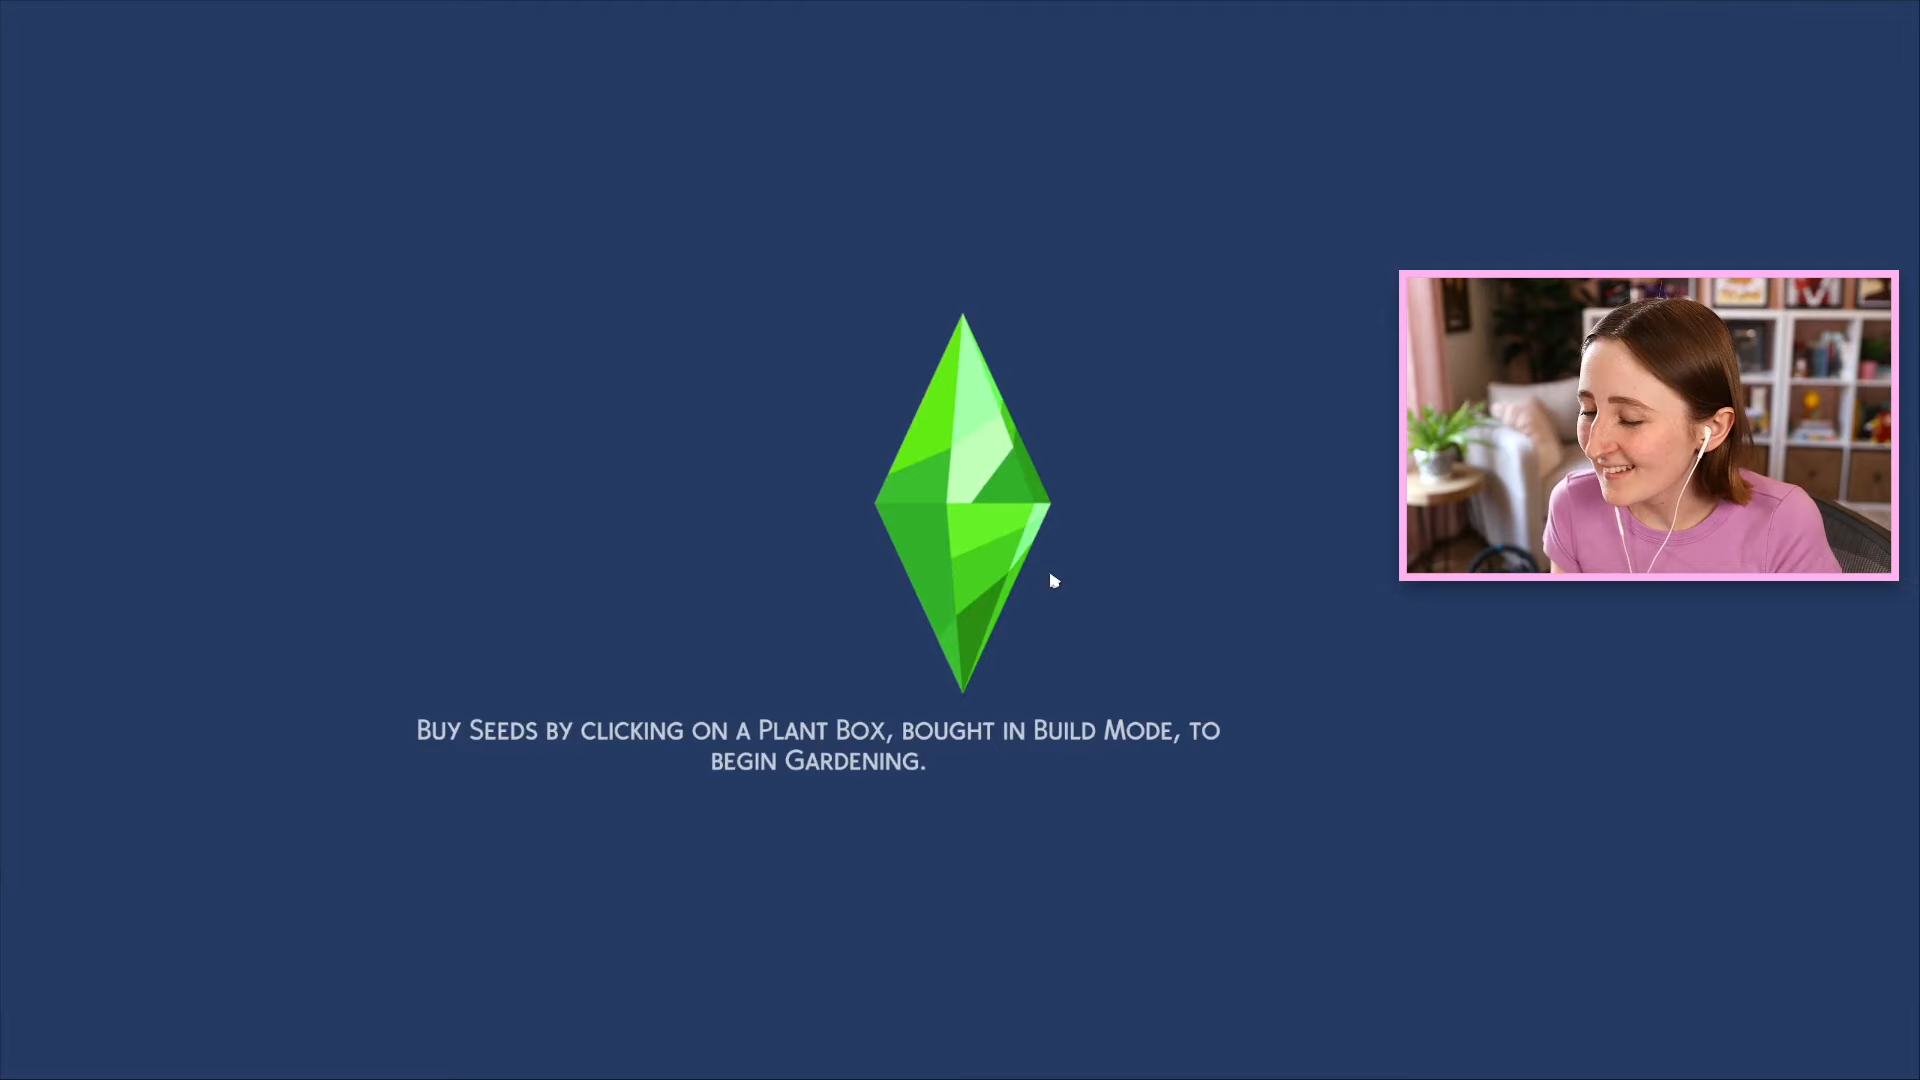 Buy Seeds by clicking on a Plant Box, bought in Build Mode, to
begin Gardening.